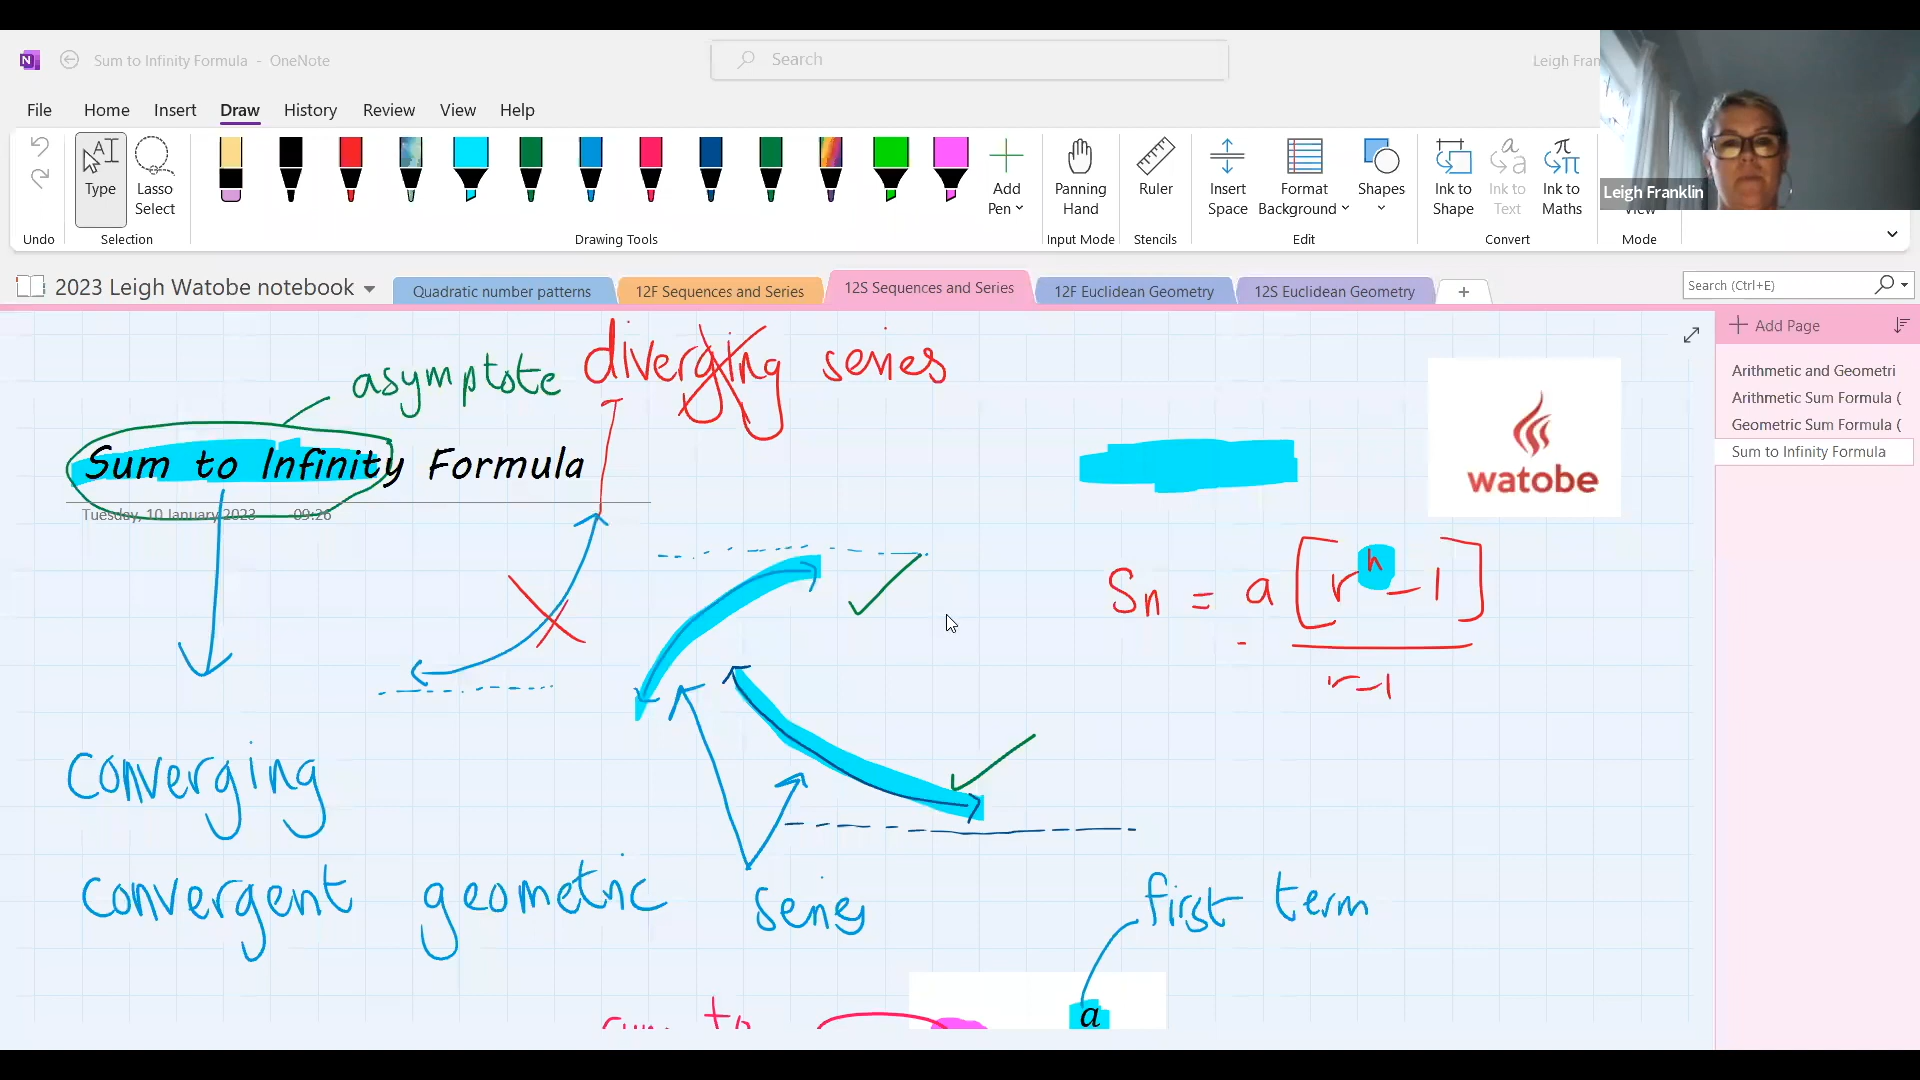 Sum to Infinity Formula - OneNote
Search
Leigh Fran
File Home Insert Draw History Review View Help
Type
Lasso Select
Add Pen
Panning Hand
Ruler
Insert Space
Format Background
Shapes
Ink to Shape
Ink to Text
Ink to Maths
View
Leigh Franklin
Undo
Selection
Drawing Tools
Input Mode
Stencils
Edit
Convert
Mode
2023 Leigh Watobe notebook
Quadratic number patterns
12F Sequences and Series
12S Sequences and Series
12F Euclidean Geometry
12S Euclidean Geometry
+
Search (Ctrl+E)
Add Page
Arithmetic and Geometri
Arithmetic Sum Formula (
Geometric Sum Formula (
Sum to Infinity Formula
asymptote
diverging series
Sum to Infinity Formula
Tuesday, 10 January 2023 09:26
watobe
Sn = a [r^n - 1]
r-1
Converging
convergent geometric series
first term
a